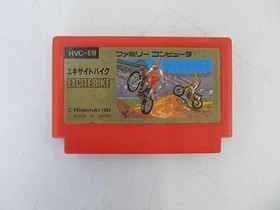 HVC-EB
ファミリー コンピュータ
エキサイトバイク
EXCITEBIKE
© Nintendo 1984
MADE IN JAPAN